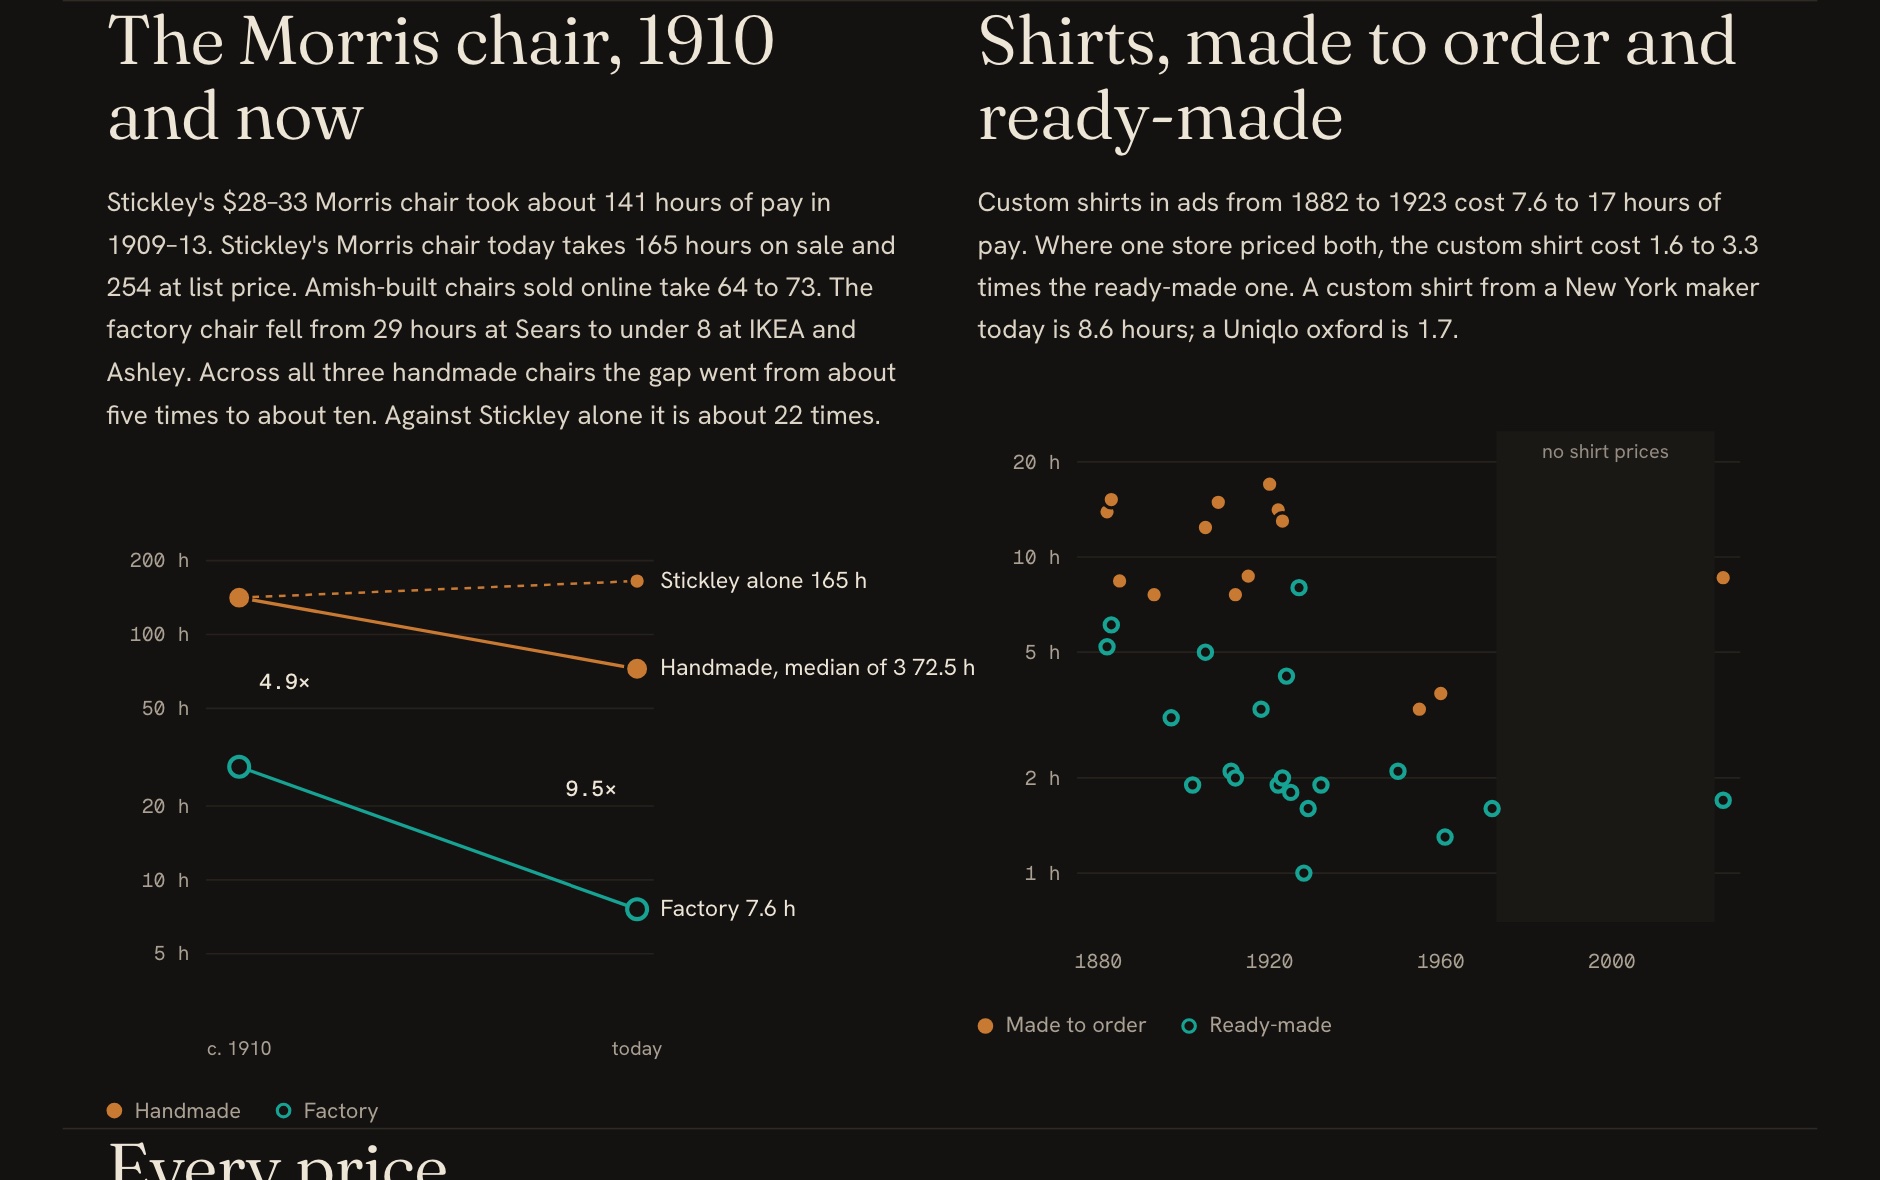 The Morris chair, 1910
and now
Stickley's $28–33 Morris chair took about 141 hours of pay in
1909–13. Stickley's Morris chair today takes 165 hours on sale and
254 at list price. Amish-built chairs sold online take 64 to 73. The
factory chair fell from 29 hours at Sears to under 8 at IKEA and
Ashley. Across all three handmade chairs the gap went from about
five times to about ten. Against Stickley alone it is about 22 times.
200 h
100 h
50 h
20 h
10 h
5 h
Stickley alone 165 h
Handmade, median of 3 72.5 h
4.9×
9.5×
Factory 7.6 h
c. 1910
today
Handmade
Factory
Shirts, made to order and
ready-made
Custom shirts in ads from 1882 to 1923 cost 7.6 to 17 hours of
pay. Where one store priced both, the custom shirt cost 1.6 to 3.3
times the ready-made one. A custom shirt from a New York maker
today is 8.6 hours; a Uniqlo oxford is 1.7.
no shirt prices
20 h
10 h
5 h
2 h
1 h
1880
1920
1960
2000
Made to order
Ready-made
Every price